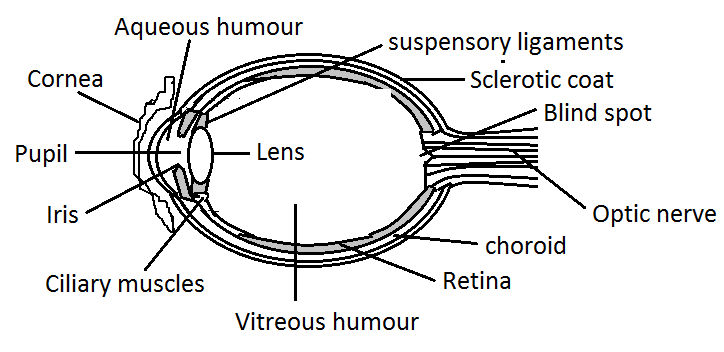 Aqueous humour
suspensory ligaments
Cornea
Sclerotic coat
Blind spot
Pupil
Lens
Iris
Optic nerve
choroid
Ciliary muscles
Retina
Vitreous humour